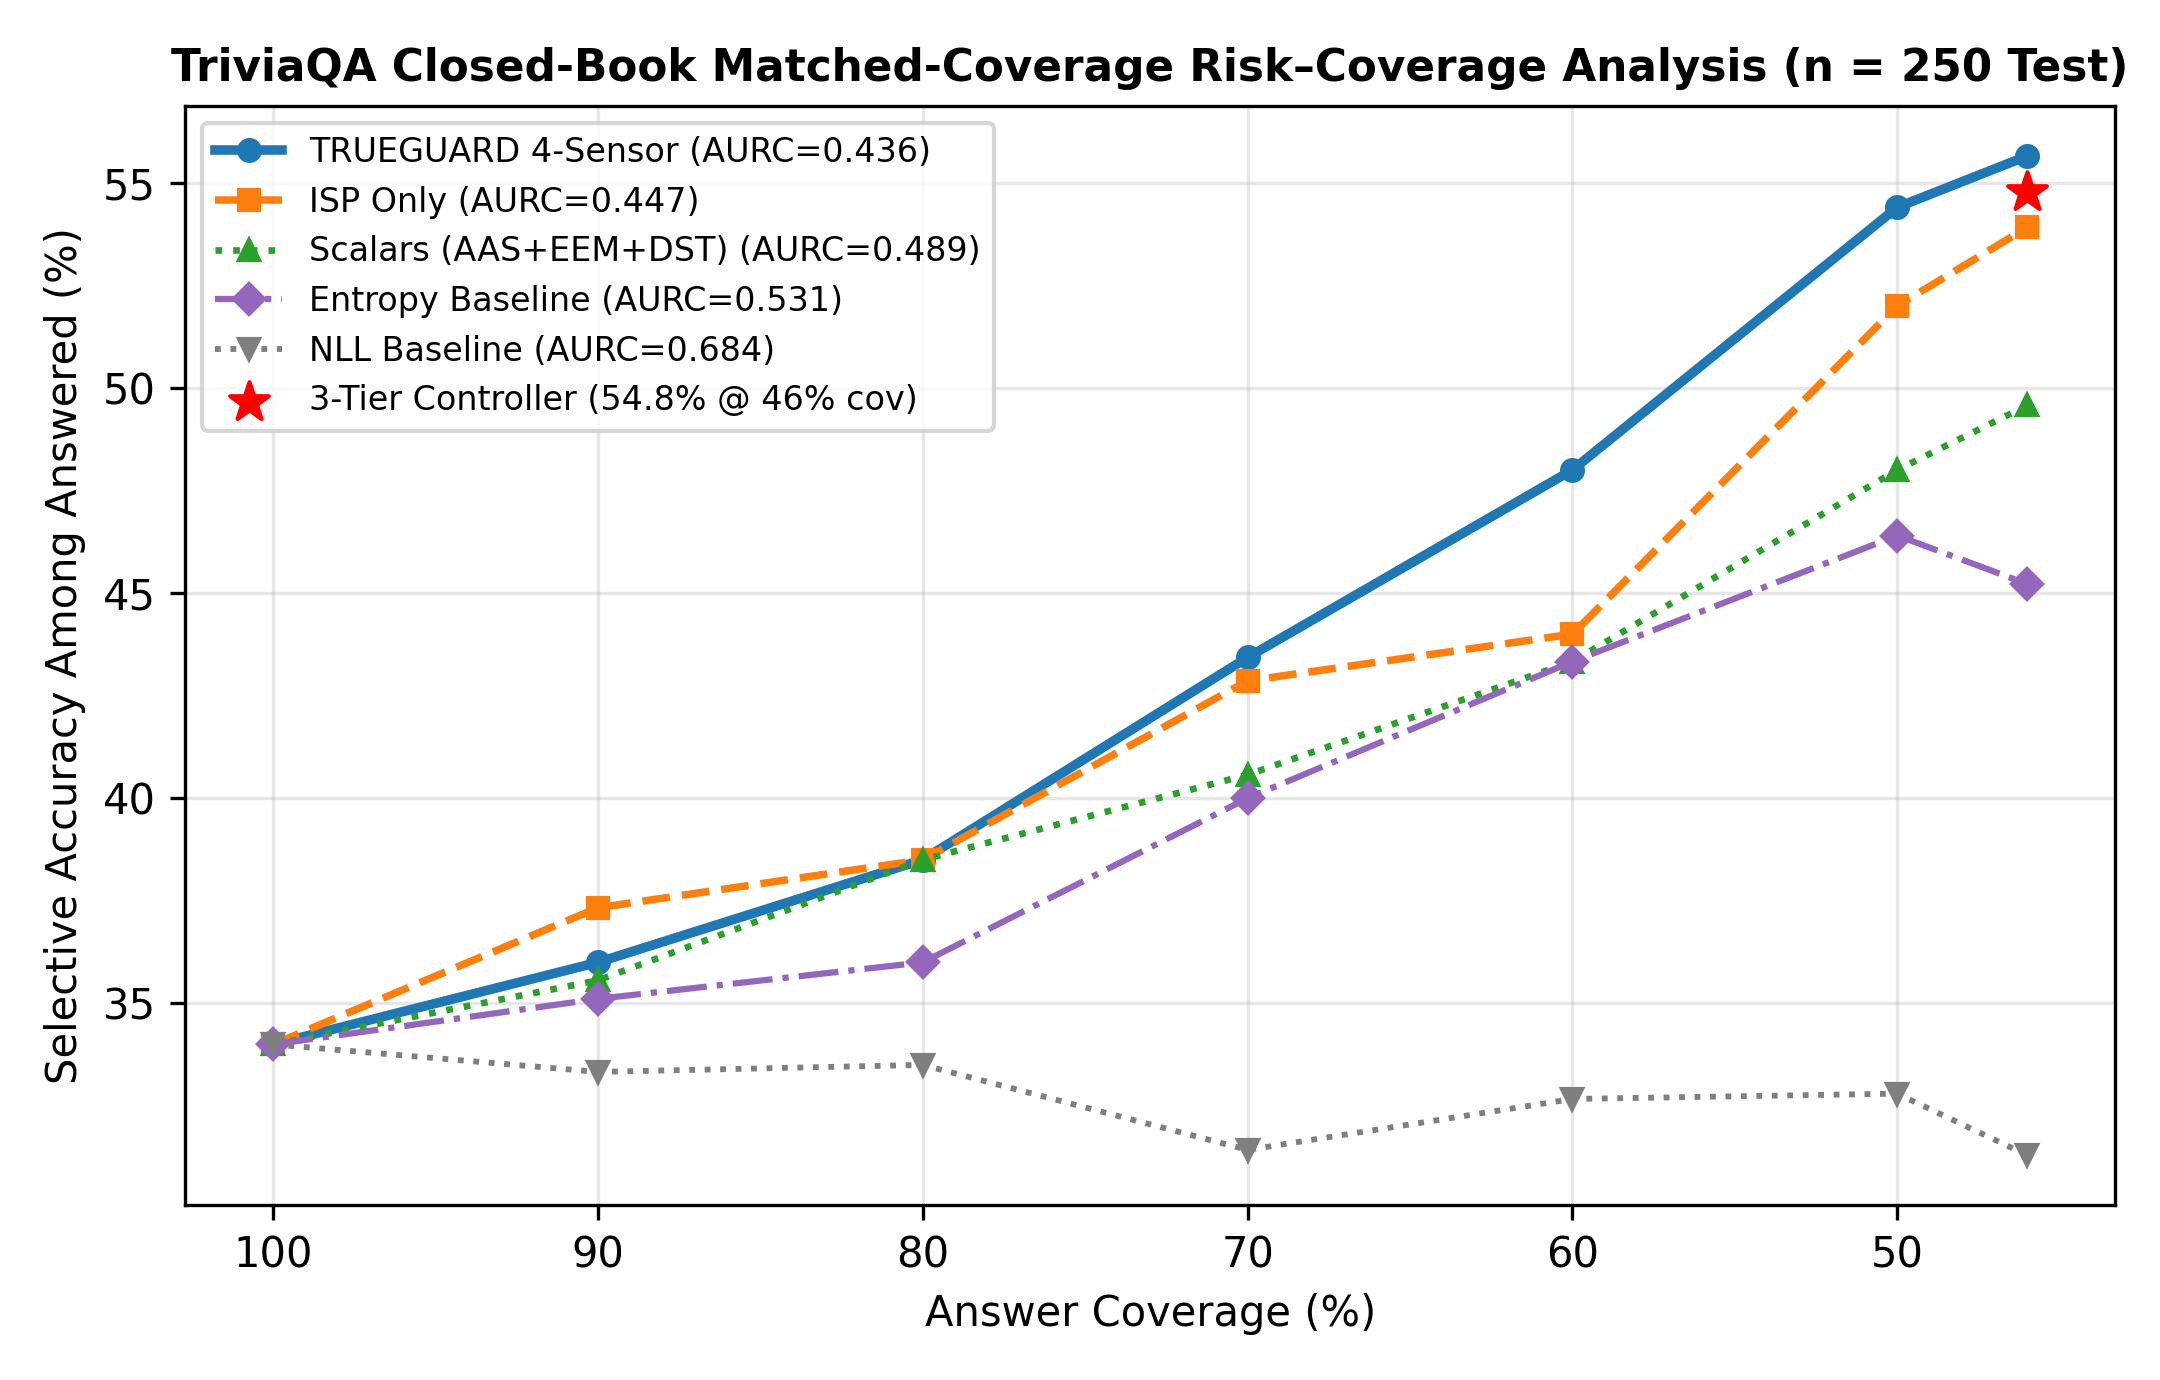 TriviaQA Closed-Book Matched-Coverage Risk–Coverage Analysis (n = 250 Test)
TRUEGUARD 4-Sensor (AURC=0.436)
ISP Only (AURC=0.447)
Scalars (AAS+EEM+DST) (AURC=0.489)
Entropy Baseline (AURC=0.531)
NLL Baseline (AURC=0.684)
3-Tier Controller (54.8% @ 46% cov)
Selective Accuracy Among Answered (%)
55
50
45
40
35
100 90 80 70 60 50
Answer Coverage (%)